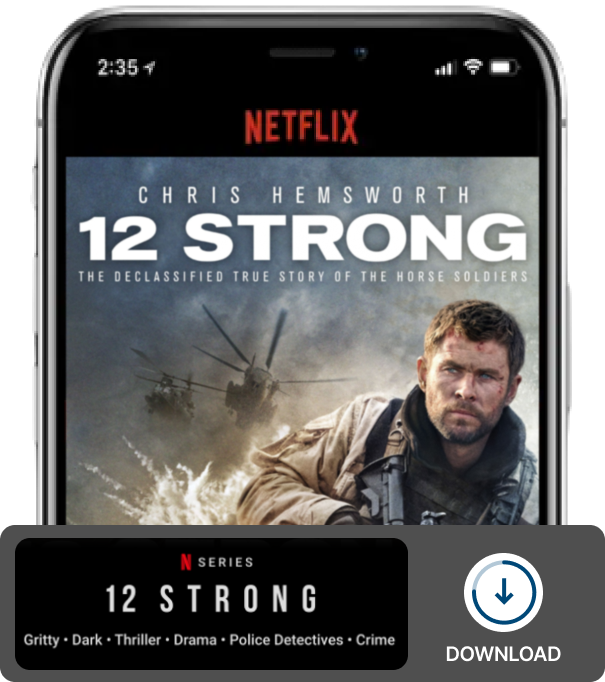 2:35
NETFLIX
CHRIS HEMSWORTH
12 STRONG
THE DECLASSIFIED TRUE STORY OF THE HORSE SOLDIERS
N SERIES
12 STRONG
Gritty • Dark • Thriller • Drama • Police Detectives • Crime
DOWNLOAD